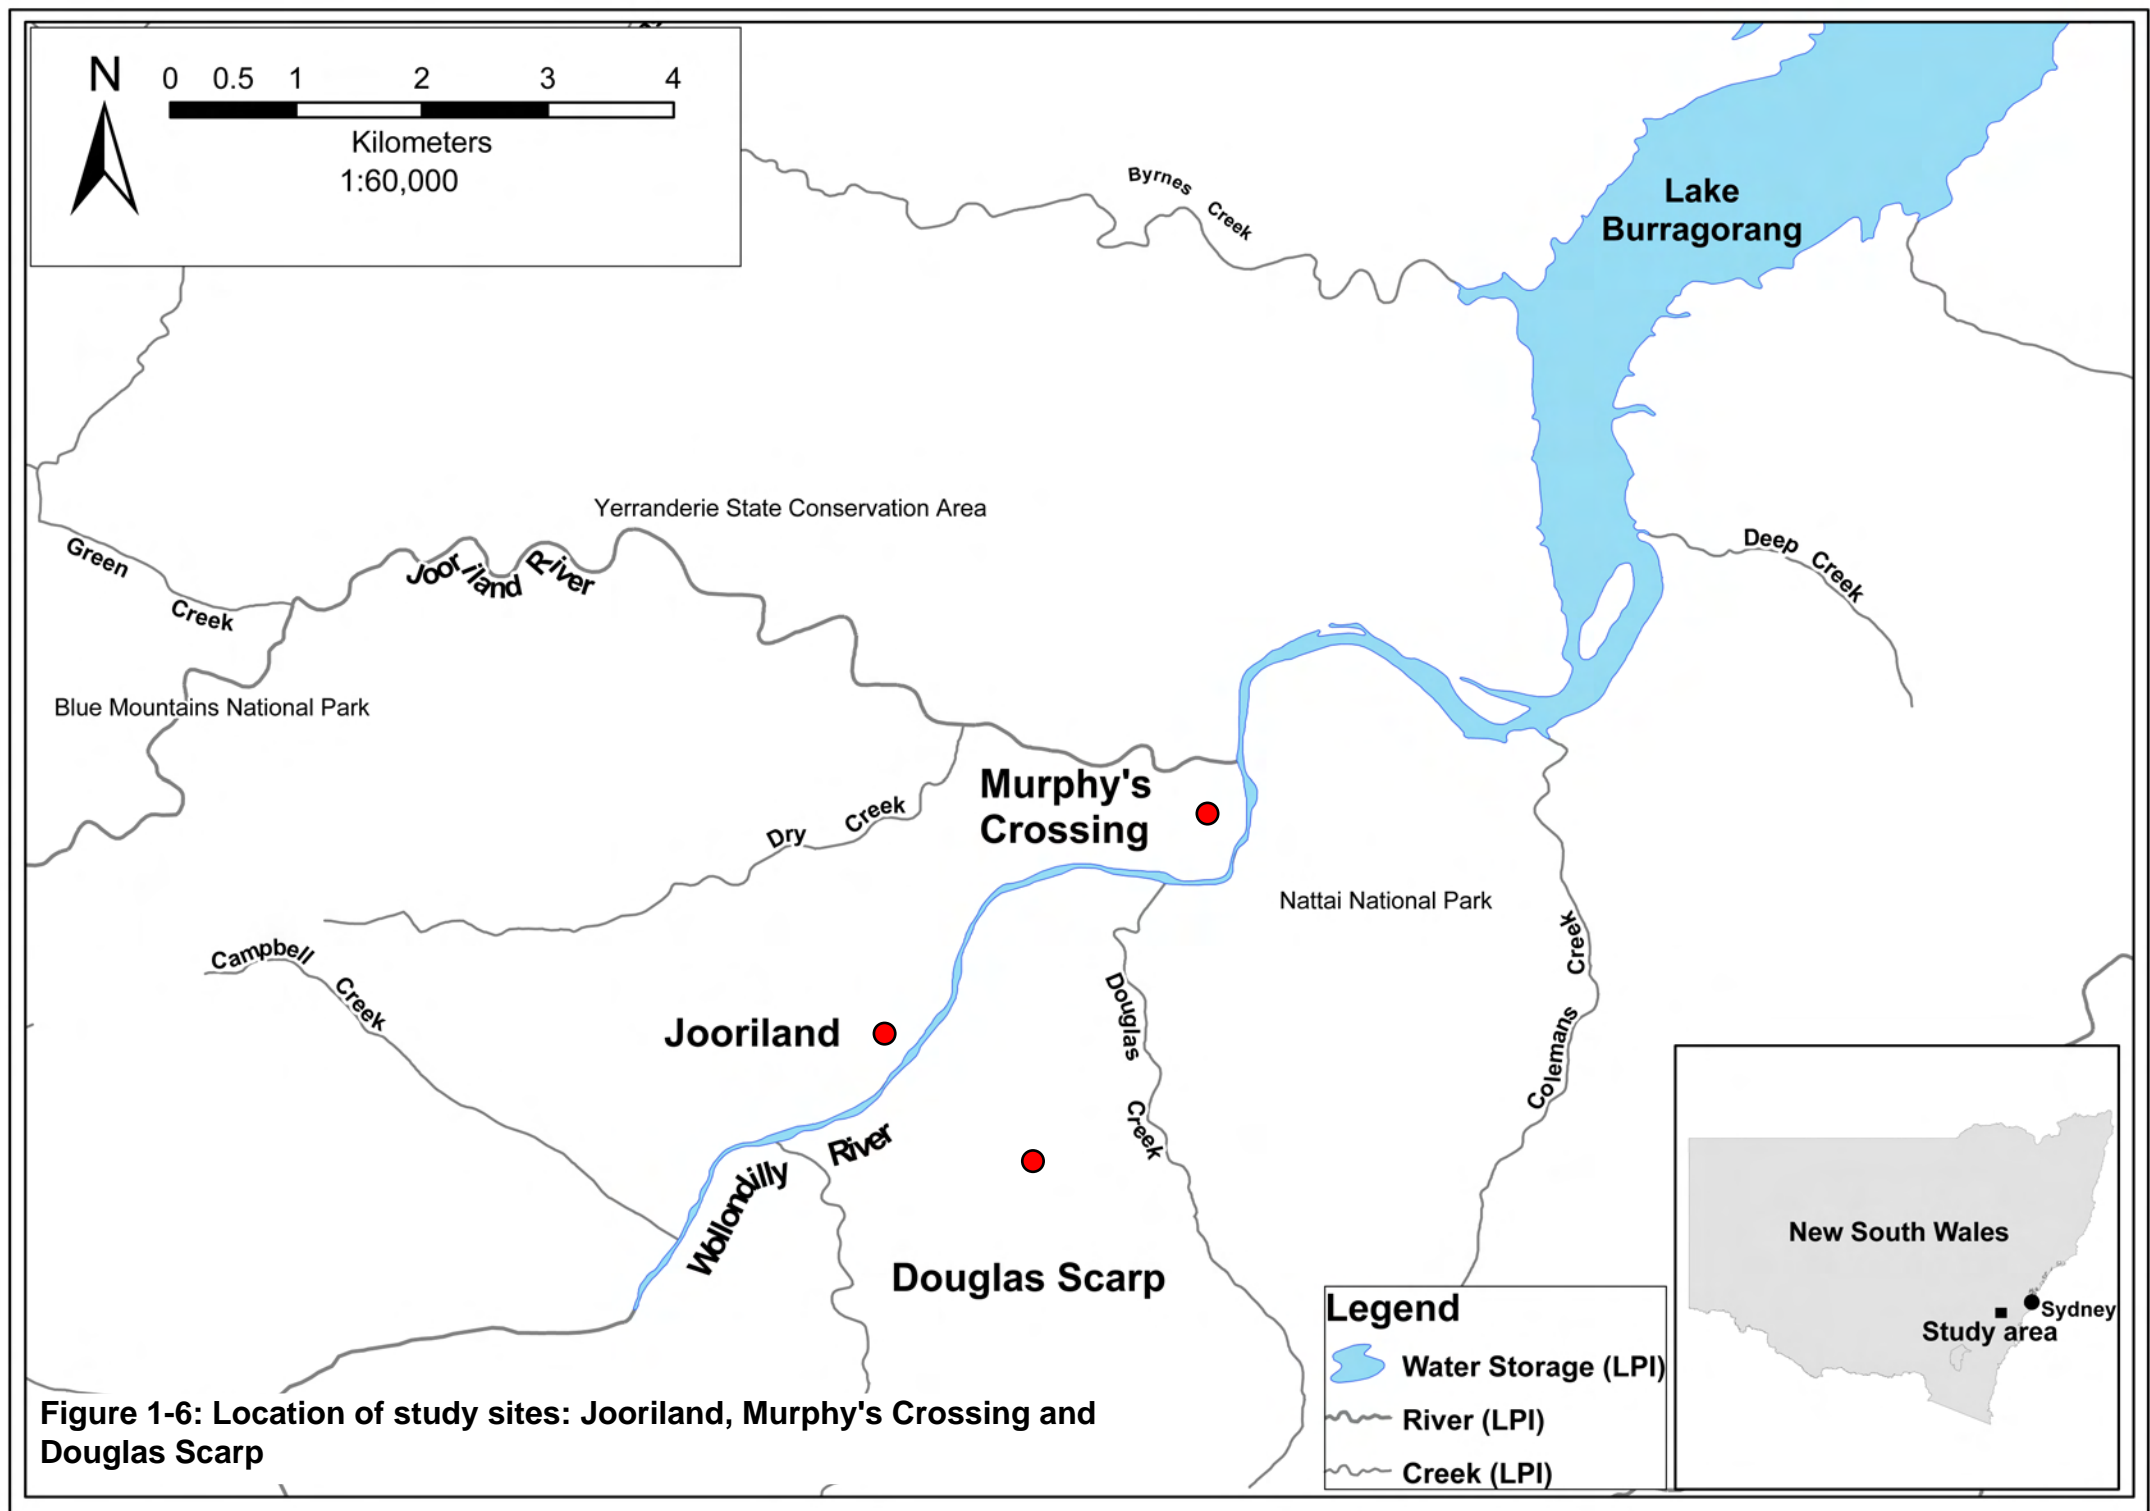 N
0 0.5 1 2 3 4
Kilometers
1:60,000
Byrnes
Creek
Lake
Burragorang
Yerranderie State Conservation Area
Green
Creek
Jooriland River
Deep Creek
Blue Mountains National Park
Murphy's
Crossing
Dry Creek
Nattai National Park
Campbell
Creek
Jooriland
Douglas
Creek
Colemans Creek
Wollondilly River
Douglas Scarp
New South Wales
Sydney
Study area
Legend
Water Storage (LPI)
River (LPI)
Creek (LPI)
Figure 1-6: Location of study sites: Jooriland, Murphy's Crossing and
Douglas Scarp